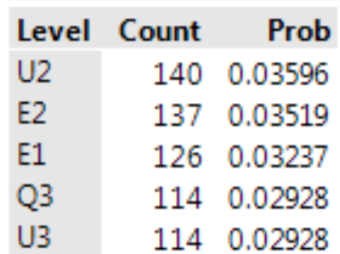 Level Count Prob
U2 140 0.03596
E2 137 0.03519
E1 126 0.03237
Q3 114 0.02928
U3 114 0.02928